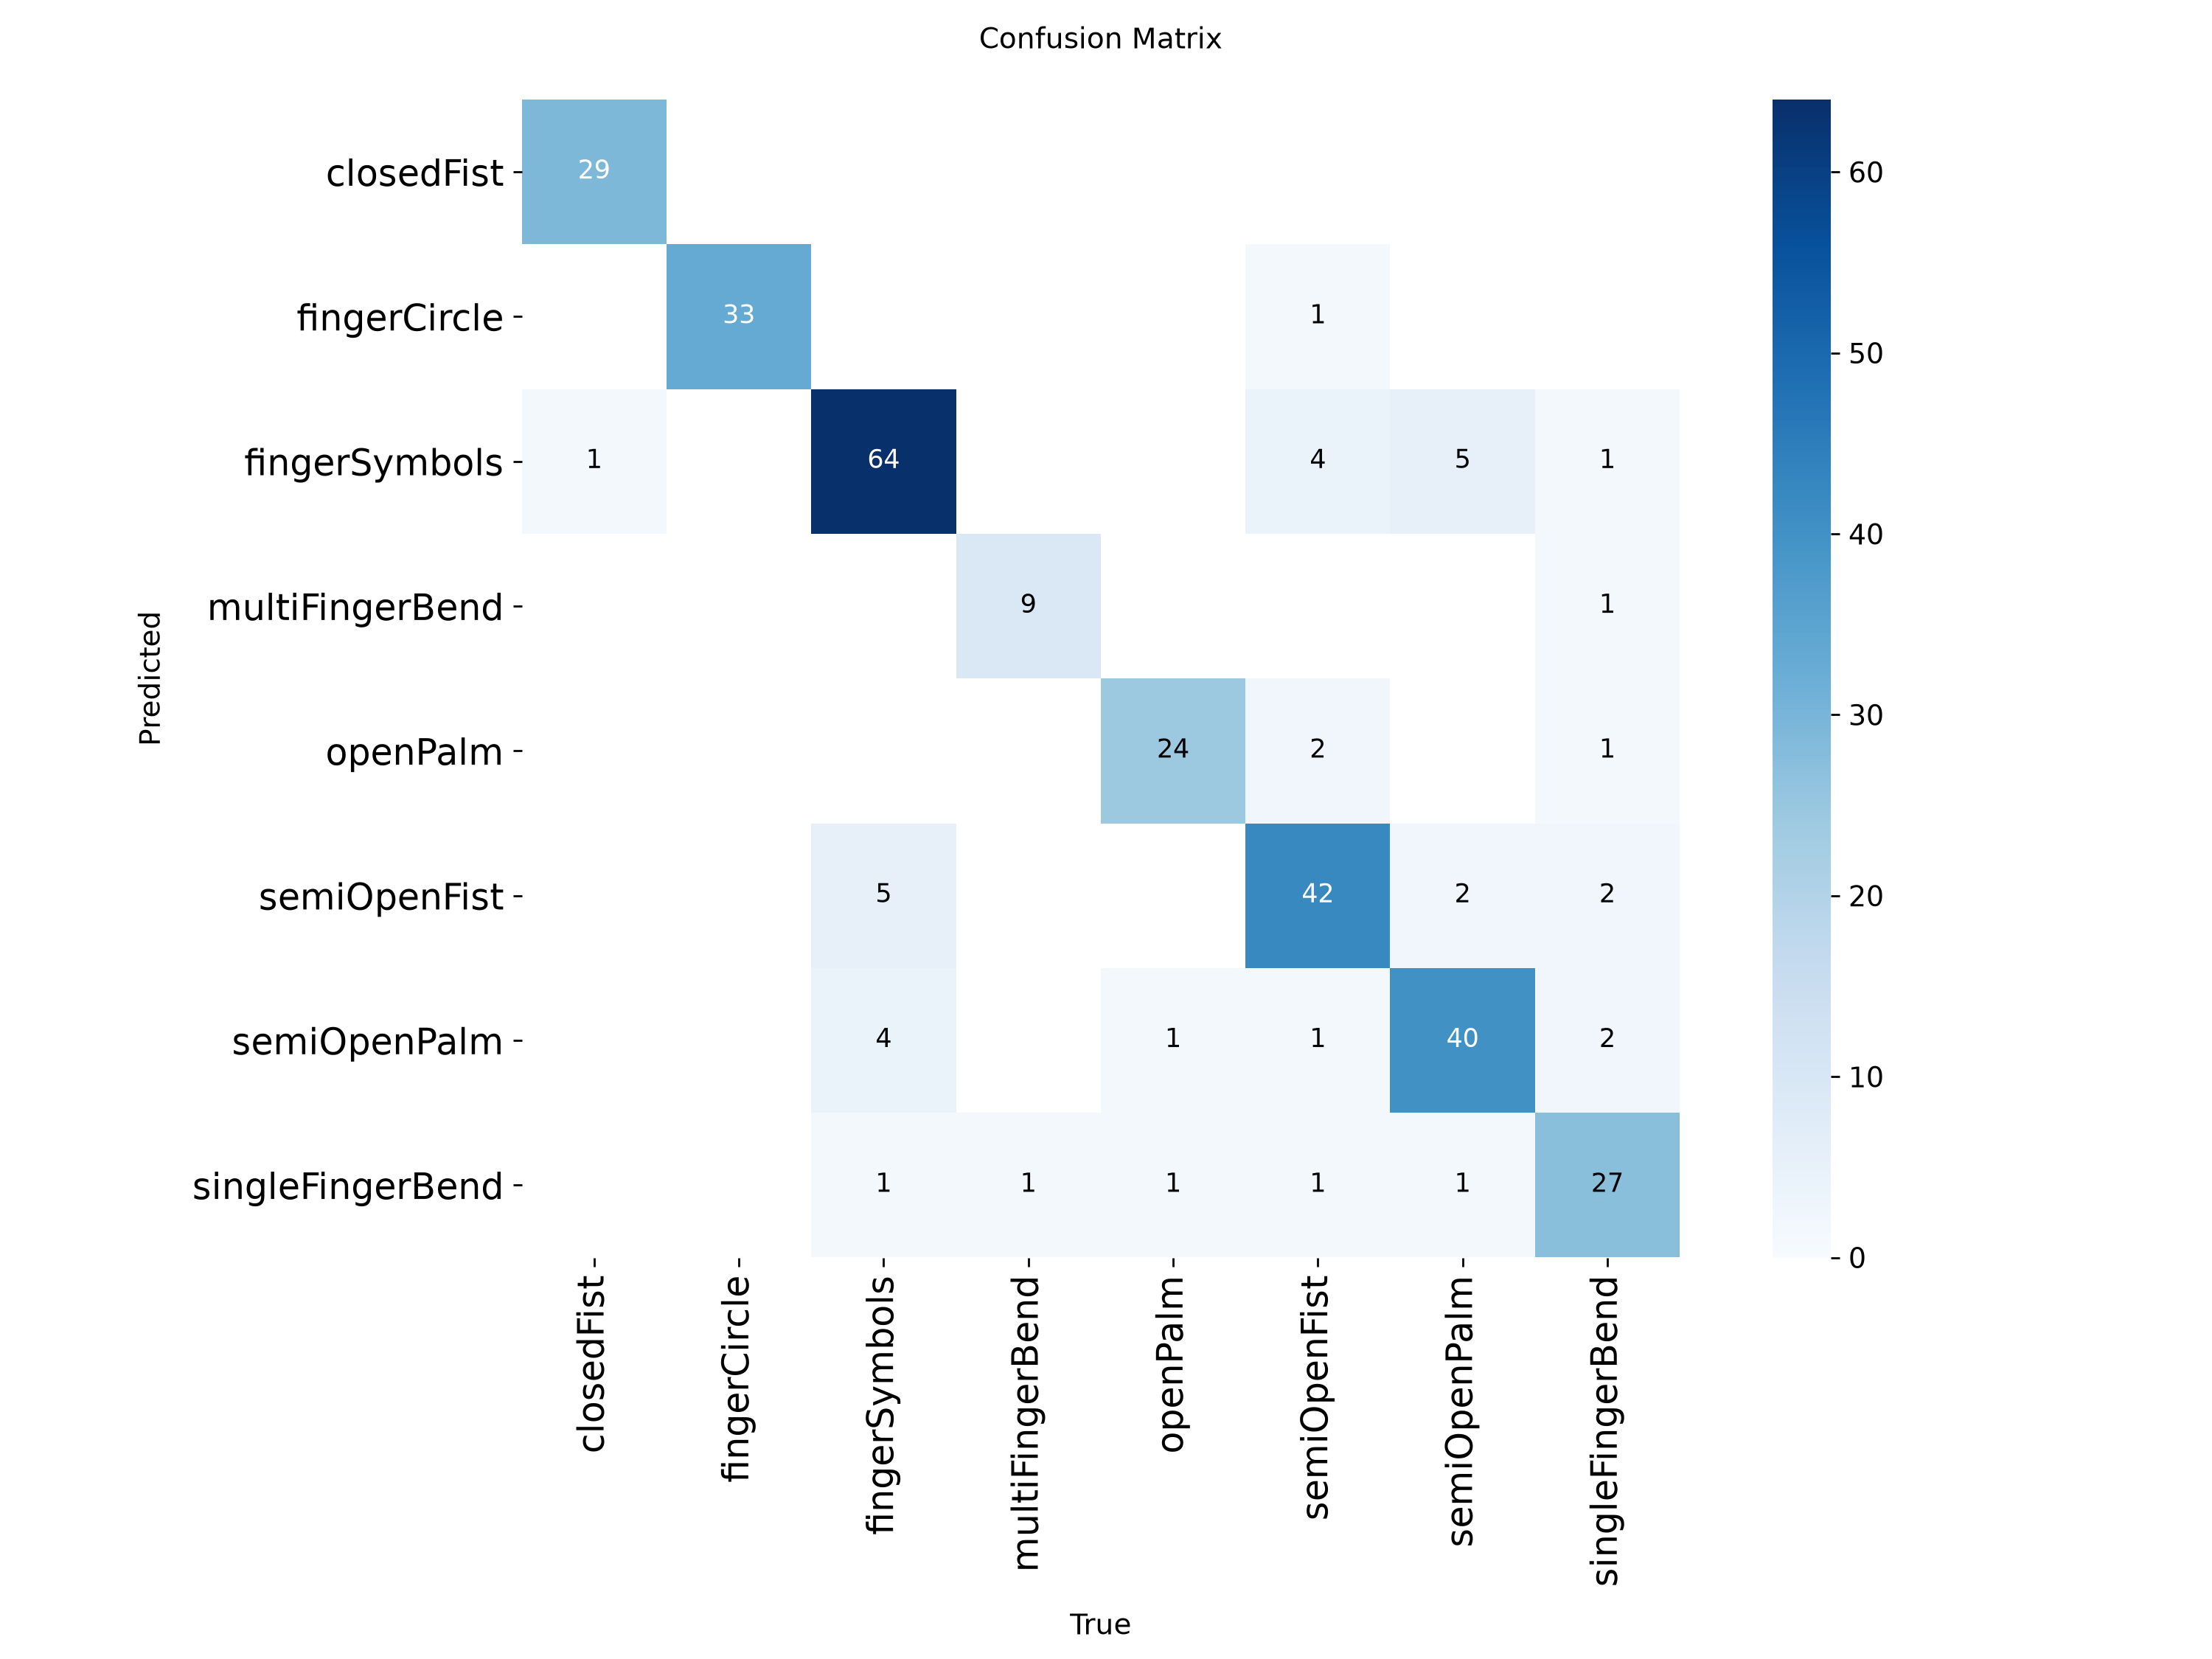 Confusion Matrix
closedFist 29
fingerCircle 33 1
fingerSymbols 1 64 4 5 1
multiFingerBend 9 1
openPalm 24 2 1
semiOpenFist 5 42 2 2
semiOpenPalm 4 1 1 40 2
singleFingerBend 1 1 1 1 1 27
Predicted
closedFist
fingerCircle
fingerSymbols
multiFingerBend
openPalm
semiOpenFist
semiOpenPalm
singleFingerBend
True
60
50
40
30
20
10
0